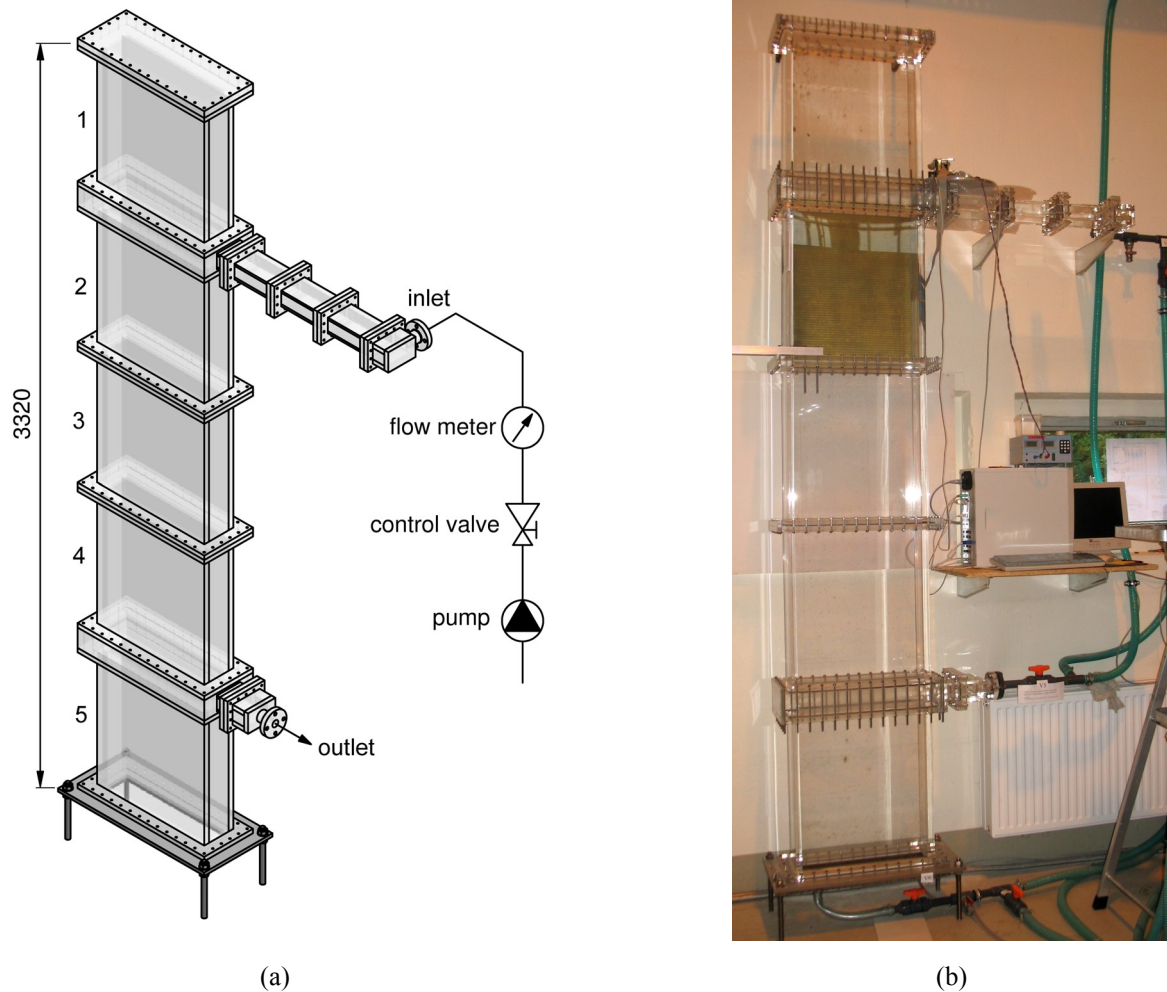 1
2
3
4
5
3320
inlet
flow meter
control valve
pump
outlet
(a)
(b)